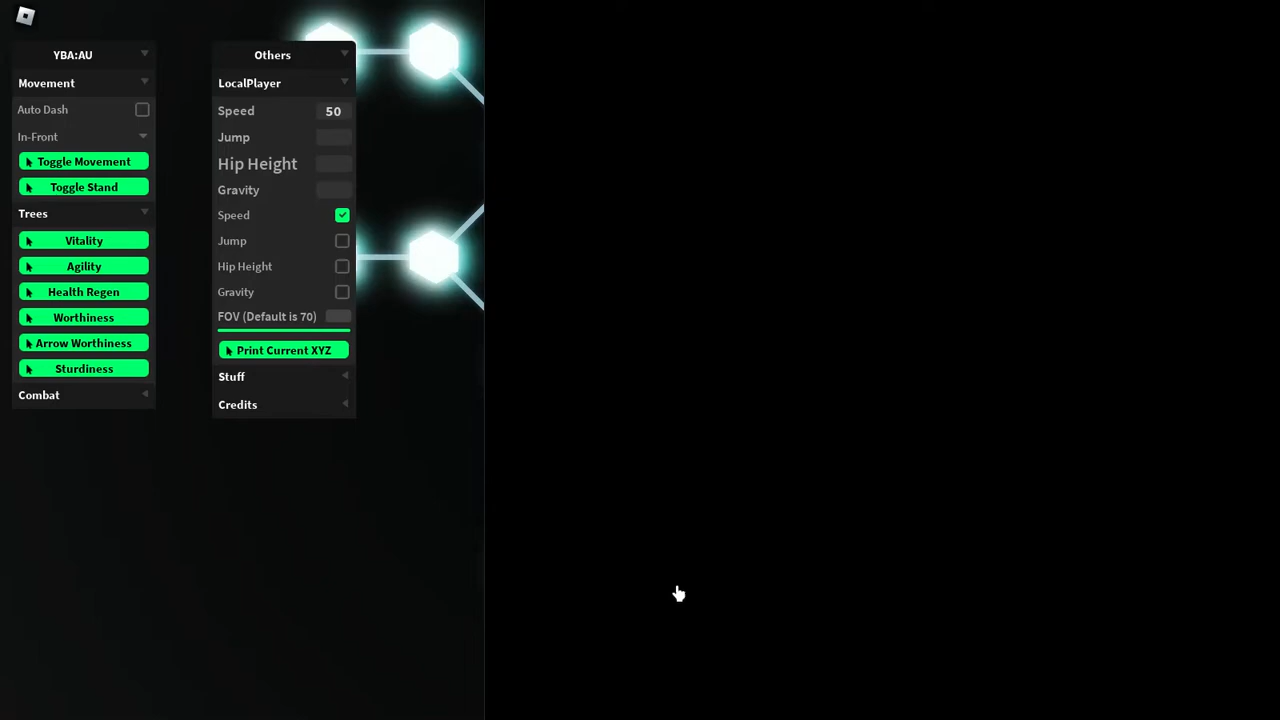 YBA:AU
Movement
Auto Dash
In-Front
Toggle Movement
Toggle Stand
Trees
Vitality
Agility
Health Regen
Worthiness
Arrow Worthiness
Sturdiness
Combat
Others
LocalPlayer
Speed 50
Jump
Hip Height
Gravity
Speed
Jump
Hip Height
Gravity
FOV (Default is 70)
Print Current XYZ
Stuff
Credits